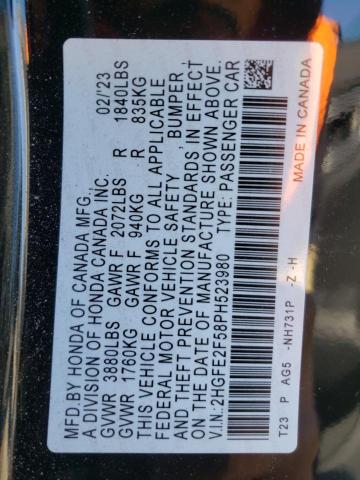 MFD.BY HONDA OF CANADA MFG.
A DIVISION OF HONDA CANADA INC. 02/'23
GVWR 3880LBS GAWR F 2072LBS R 1840LBS
GVWR 1760KG GAWR F 940KG R 835KG
THIS VEHICLE CONFORMS TO ALL APPLICABLE
FEDERAL MOTOR VEHICLE SAFETY , BUMPER ,
AND THEFT PREVENTION STANDARDS IN EFFECT
ON THE DATE OF MANUFACTURE SHOWN ABOVE.
V.I.N.: 2HGFE2F58PH523980 TYPE: PASSENGER CAR
T23 P AG5 -NH731P -Z -H MADE IN CANADA